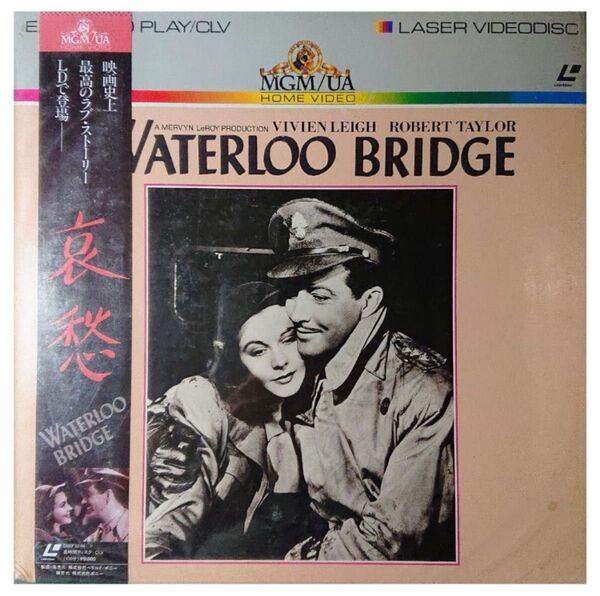 PLAY/CLV
LASER VIDEODISC
MGM/UA
HOME VIDEO
A MERVYN LeROY PRODUCTION VIVIEN LEIGH ROBERT TAYLOR
WATERLOO BRIDGE
MGM/UA
HOME VIDEO
映画史上
最高のラブ・ストーリー
LDで登場——
哀愁
WATERLOO
BRIDGE